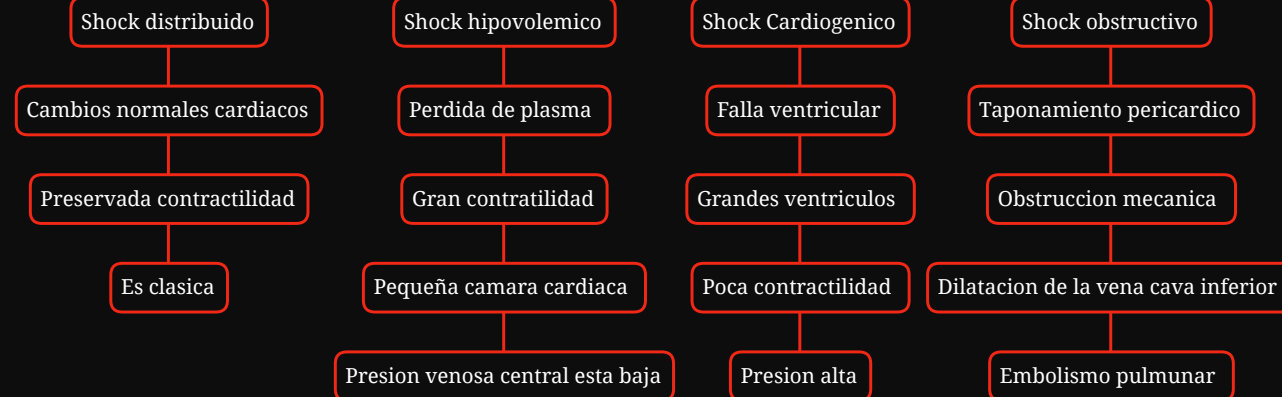 Shock distribuido
Cambios normales cardiacos
Preservada contractilidad
Es clasica
Shock hipovolemico
Perdida de plasma
Gran contratilidad
Pequeña camara cardiaca
Presion venosa central esta baja
Shock Cardiogenico
Falla ventricular
Grandes ventriculos
Poca contractilidad
Presion alta
Shock obstructivo
Taponamiento pericardico
Obstruccion mecanica
Dilatacion de la vena cava inferior
Embolismo pulmunar